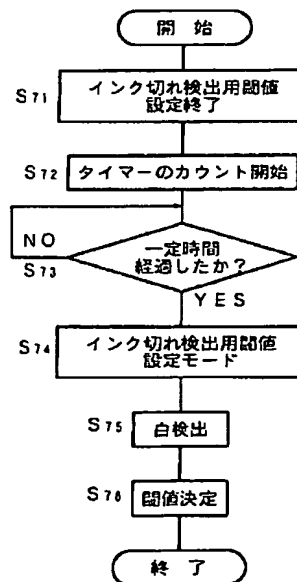 開始
S71
インク切れ検出用閾値
設定終了
S72
タイマーのカウント開始
NO
S73
一定時間
経過したか?
YES
S74
インク切れ検出用閾値
設定モード
S75
白検出
S76
閾値決定
終了